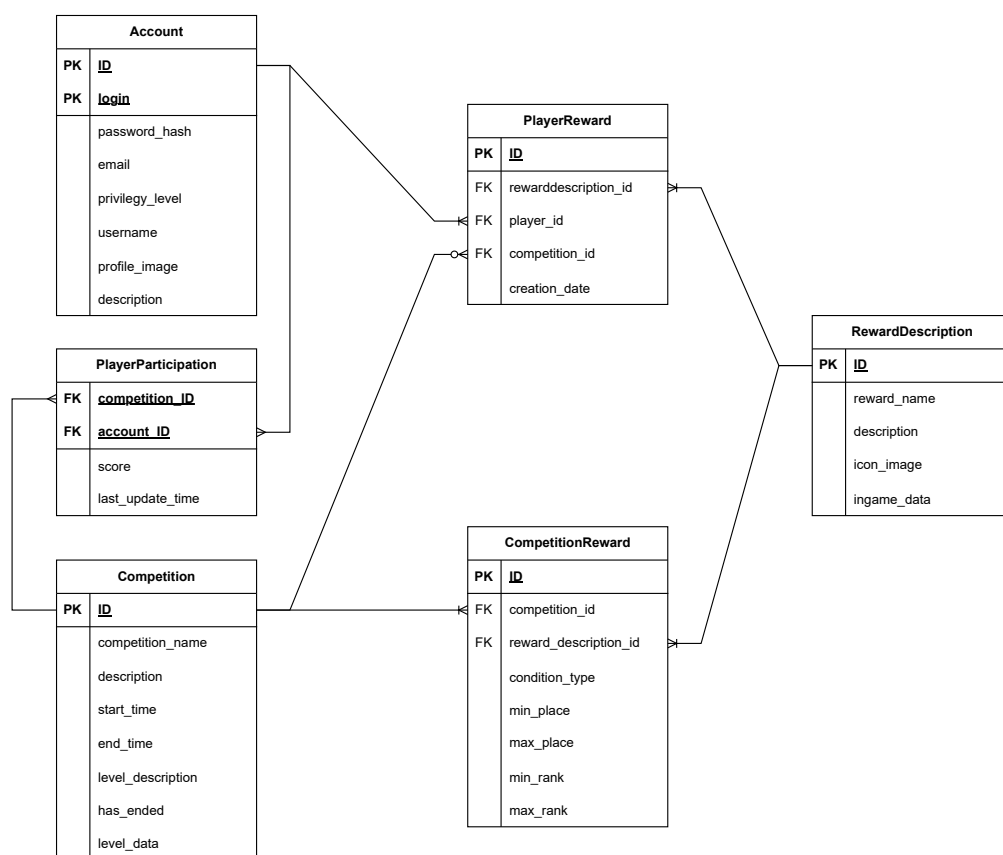 Account
PK ID
PK login
password_hash
email
privilegy_level
username
profile_image
description
PlayerParticipation
FK competition_ID
FK account_ID
score
last_update_time
Competition
PK ID
competition_name
description
start_time
end_time
level_description
has_ended
level_data
PlayerReward
PK ID
FK rewarddescription_id
FK player_id
FK competition_id
creation_date
CompetitionReward
PK ID
FK competition_id
FK reward_description_id
condition_type
min_place
max_place
min_rank
max_rank
RewardDescription
PK ID
reward_name
description
icon_image
ingame_data